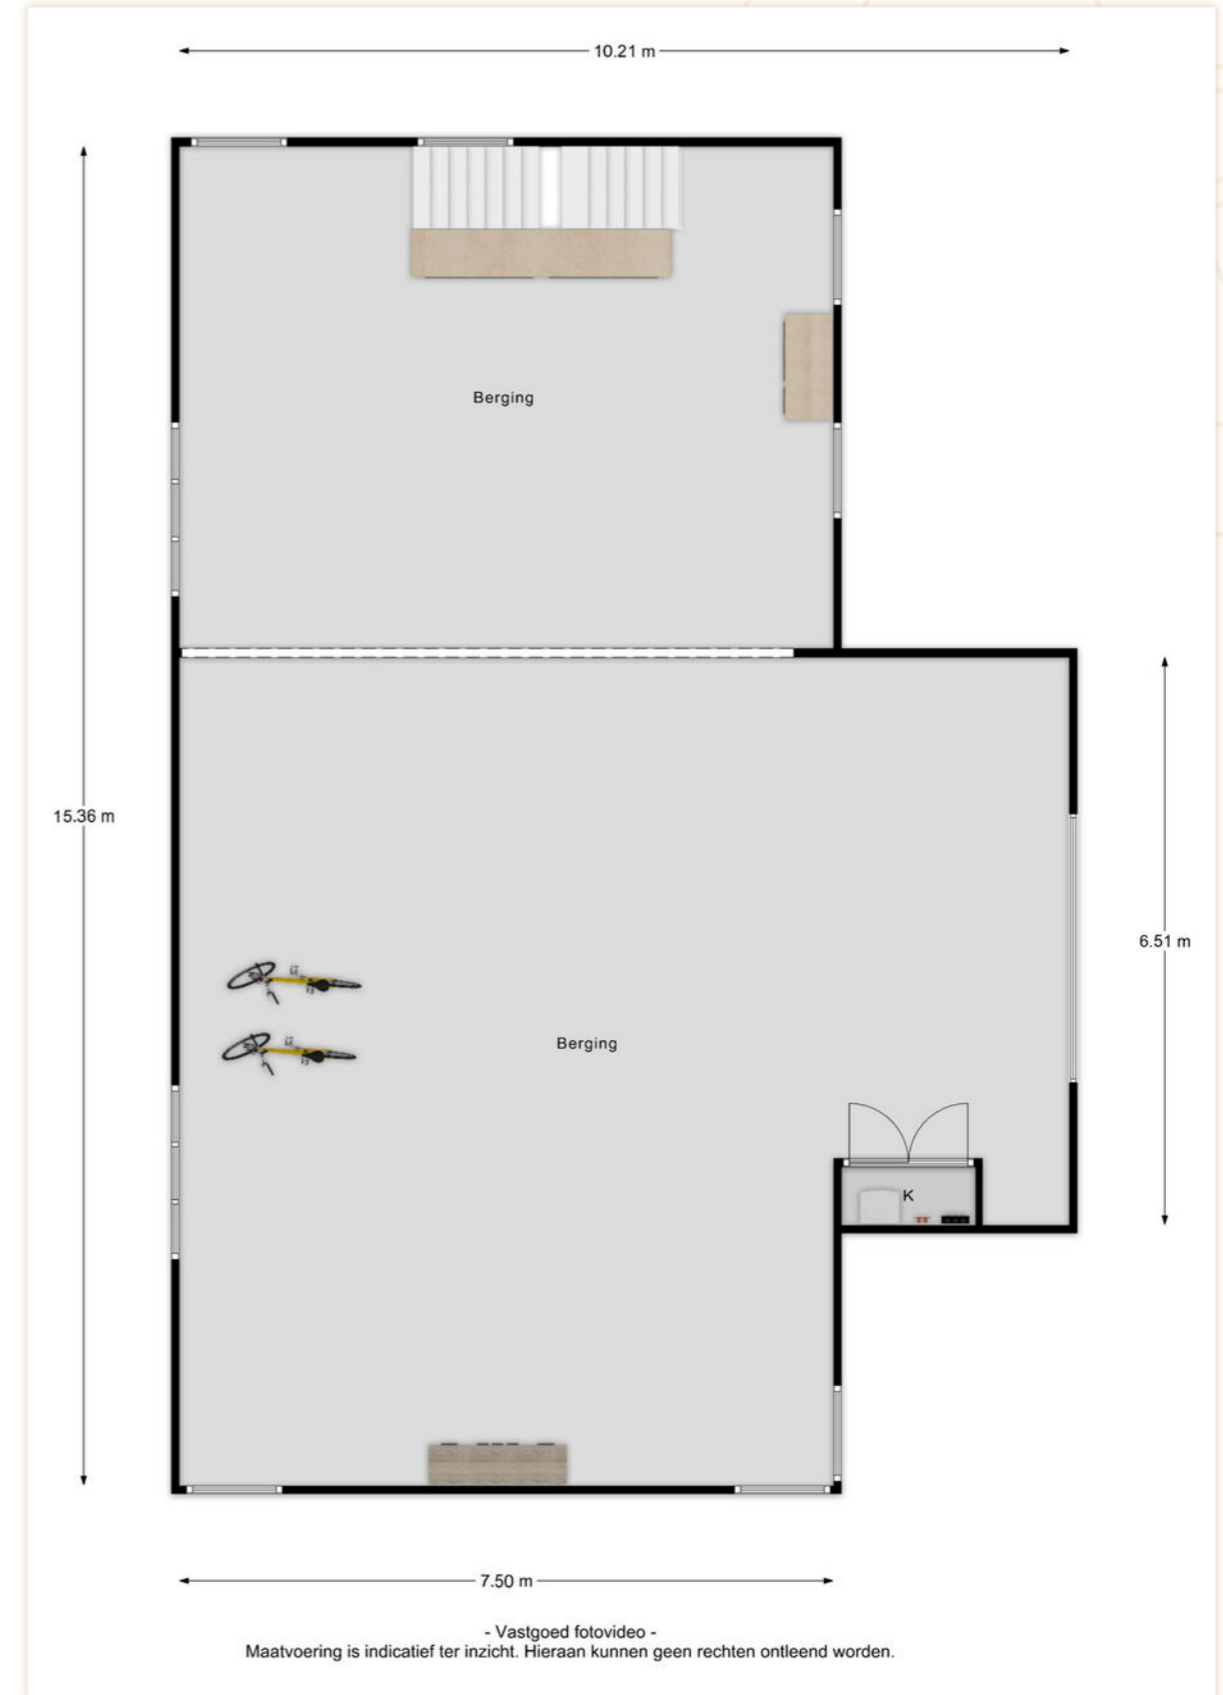 10.21 m
Berging
15.36 m
6.51 m
Berging
K
7.50 m
- Vastgoed fotovideo -
Maatvoering is indicatief ter inzicht. Hieraan kunnen geen rechten ontleend worden.